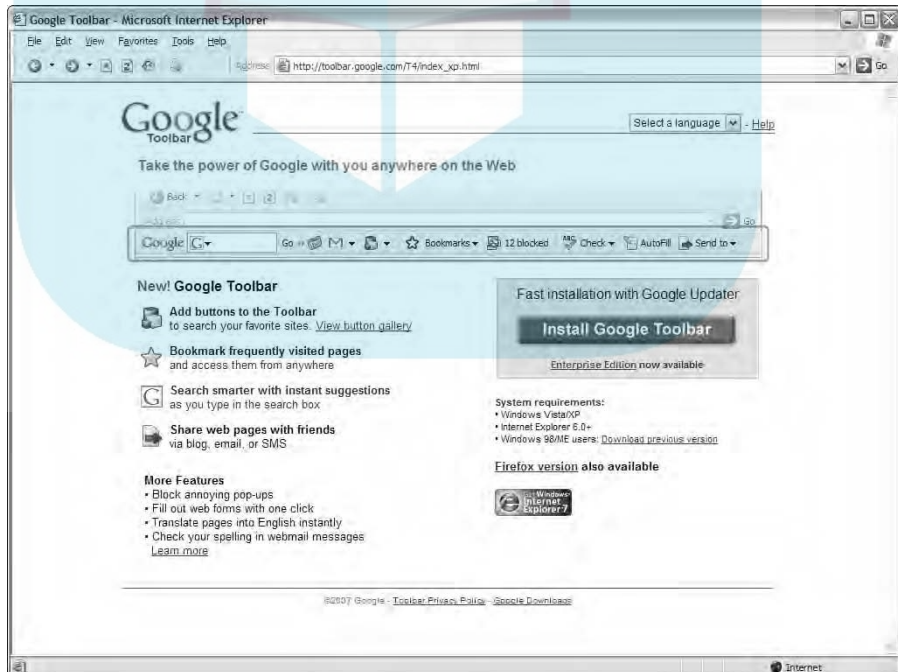 Google Toolbar - Microsoft Internet Explorer
File Edit View Favorites Tools Help
Address http://toolbar.google.com/T4/index_xp.html Go
Google
Toolbar
Select a language - Help
Take the power of Google with you anywhere on the Web
Back
Go
Google G Go Bookmarks 12 blocked ABC Check AutoFill Send to
New! Google Toolbar
Add buttons to the Toolbar
to search your favorite sites. View button gallery
Bookmark frequently visited pages
and access them from anywhere
G Search smarter with instant suggestions
as you type in the search box
Share web pages with friends
via blog, email, or SMS
More Features
• Block annoying pop-ups
• Fill out web forms with one click
• Translate pages into English instantly
• Check your spelling in webmail messages
Learn more
Fast installation with Google Updater
Install Google Toolbar
Enterprise Edition now available
System requirements:
• Windows Vista/XP
• Internet Explorer 6.0+
• Windows 98/ME users: Download previous version
Firefox version also available
Get Windows
Internet
Explorer 7
©2007 Google - Toolbar Privacy Policy - Google Downloads
Internet